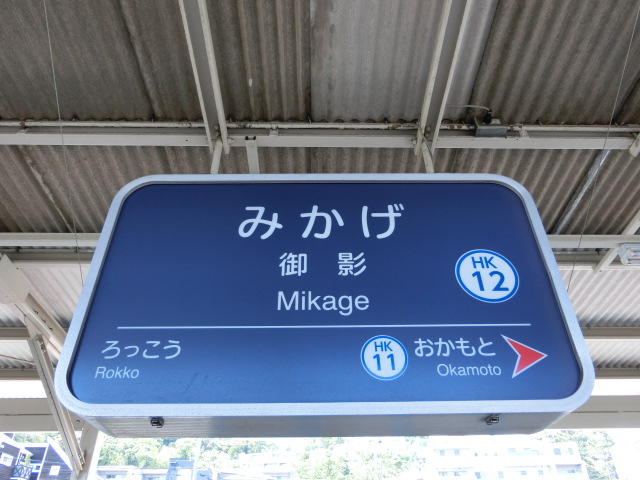 みかげ
御影
Mikage
HK
12
ろっこう
Rokko
HK
11
おかもと
Okamoto